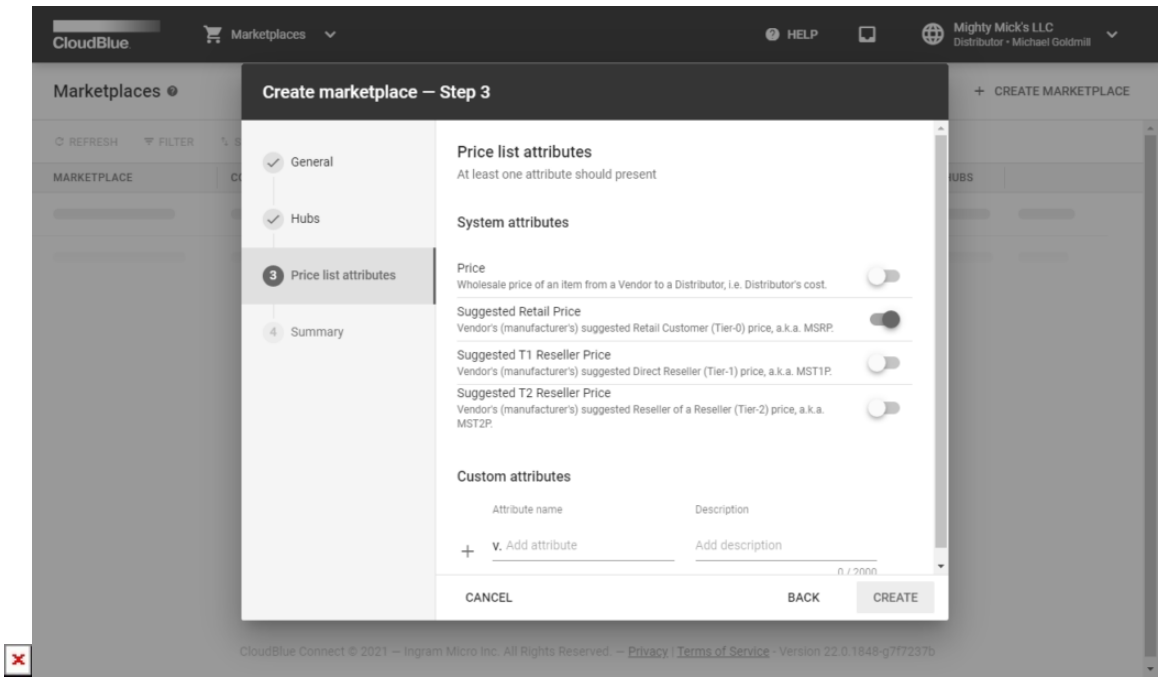 CloudBlue
Marketplaces
HELP
Mighty Mick's LLC
Distributor • Michael Goldmill
Marketplaces
+ CREATE MARKETPLACE
REFRESH FILTER S
MARKETPLACE CO HUBS
Create marketplace — Step 3
General
Hubs
3 Price list attributes
4 Summary
Price list attributes
At least one attribute should present
System attributes
Price
Wholesale price of an item from a Vendor to a Distributor, i.e. Distributor's cost.
Suggested Retail Price
Vendor's (manufacturer's) suggested Retail Customer (Tier-0) price, a.k.a. MSRP.
Suggested T1 Reseller Price
Vendor's (manufacturer's) suggested Direct Reseller (Tier-1) price, a.k.a. MST1P.
Suggested T2 Reseller Price
Vendor's (manufacturer's) suggested Reseller of a Reseller (Tier-2) price, a.k.a.
MST2P.
Custom attributes
Attribute name Description
+ v. Add attribute Add description
0 / 2000
CANCEL BACK CREATE
CloudBlue Connect © 2021 — Ingram Micro Inc. All Rights Reserved. — Privacy | Terms of Service - Version 22.0.1848-g7f7237b